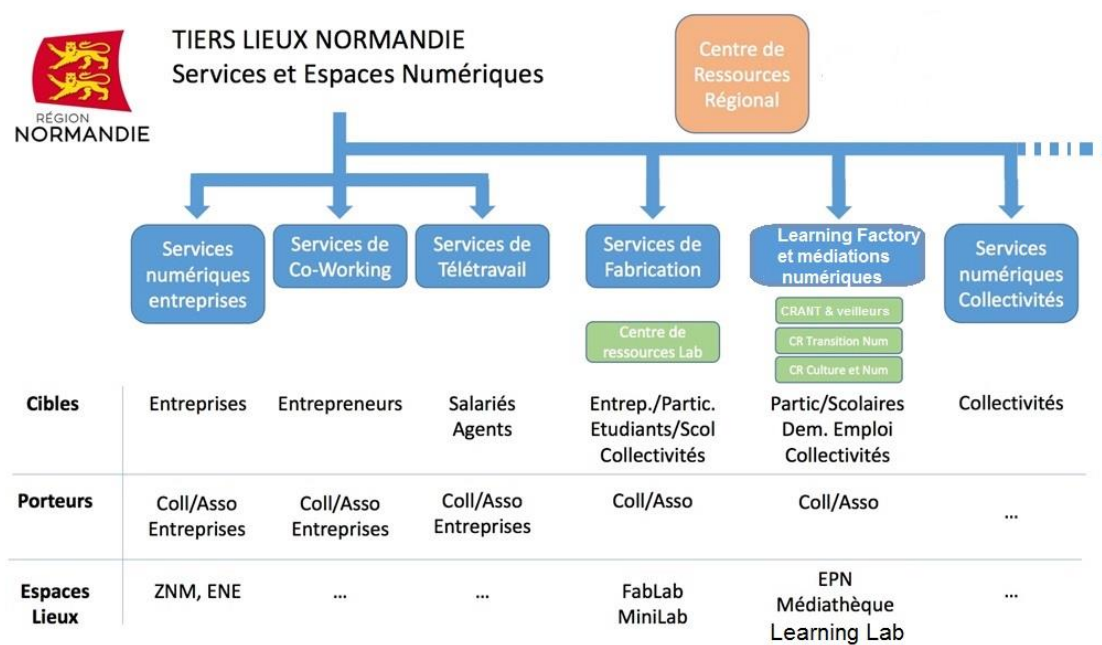 TIERS LIEUX NORMANDIE
Services et Espaces Numériques
RÉGION
NORMANDIE
Centre de
Ressources
Régional
Services
numériques
entreprises
Services de
Co-Working
Services de
Télétravail
Services de
Fabrication
Learning Factory
et médiations
numériques
Services
numériques
Collectivités
Centre de
ressources Lab
CRANT & veilleurs
CR Transition Num
CR Culture et Num
Cibles
Entreprises
Entrepreneurs
Salariés
Agents
Entrep./Partic.
Etudiants/Scol
Collectivités
Partic/Scolaires
Dem. Emploi
Collectivités
Collectivités
Porteurs
Coll/Asso
Entreprises
Coll/Asso
Entreprises
Coll/Asso
Entreprises
Coll/Asso
Coll/Asso
...
Espaces
Lieux
ZNM, ENE
...
...
FabLab
MiniLab
EPN
Médiathèque
Learning Lab
...